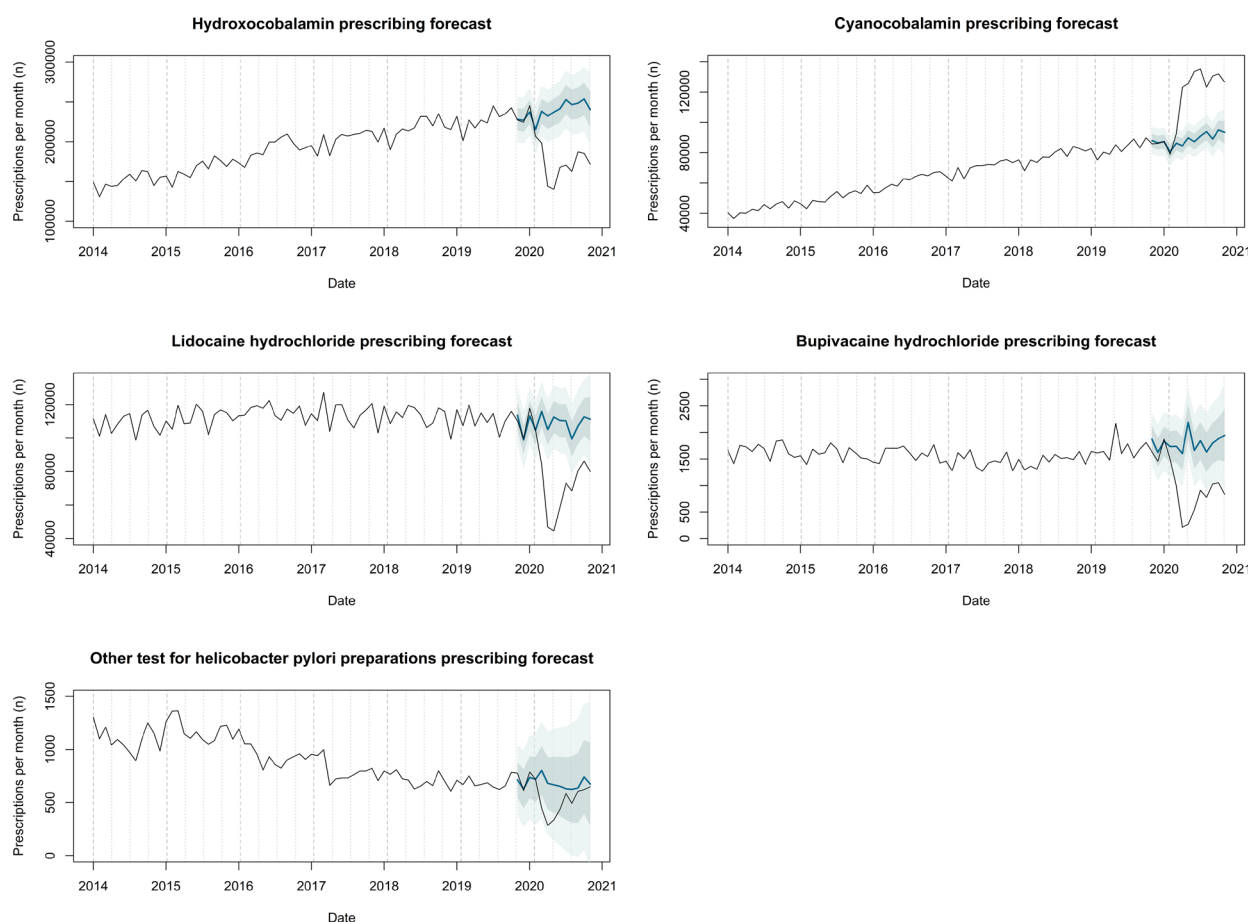 Hydroxocobalamin prescribing forecast
Prescriptions per month (n)
300000
200000
100000
2014 2015 2016 2017 2018 2019 2020 2021
Date
Cyanocobalamin prescribing forecast
Prescriptions per month (n)
120000
80000
40000
2014 2015 2016 2017 2018 2019 2020 2021
Date
Lidocaine hydrochloride prescribing forecast
Prescriptions per month (n)
120000
80000
40000
2014 2015 2016 2017 2018 2019 2020 2021
Date
Bupivacaine hydrochloride prescribing forecast
Prescriptions per month (n)
2500
1500
500
0
2014 2015 2016 2017 2018 2019 2020 2021
Date
Other test for helicobacter pylori preparations prescribing forecast
Prescriptions per month (n)
1500
1000
500
0
2014 2015 2016 2017 2018 2019 2020 2021
Date